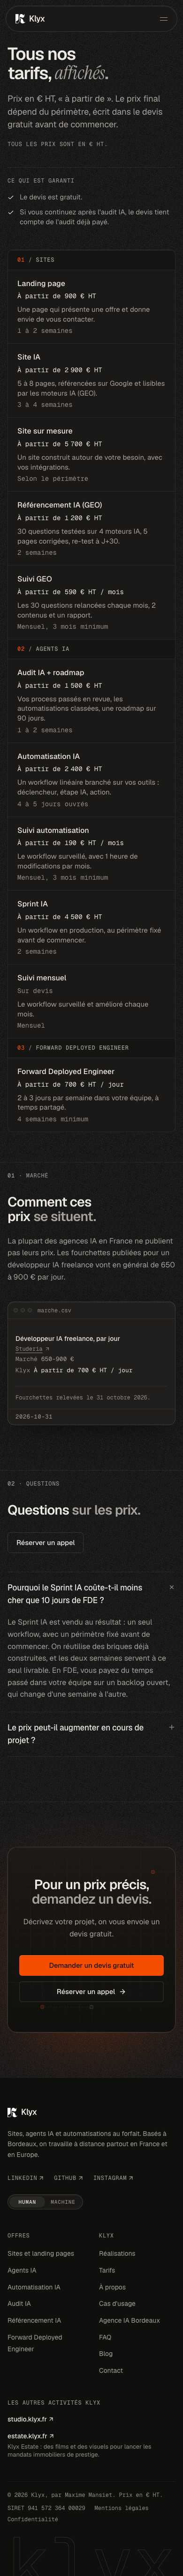 Klyx
Tous nos
tarifs, affichés.
Prix en € HT, « à partir de ». Le prix final
dépend du périmètre, écrit dans le devis
gratuit avant de commencer.
TOUS LES PRIX SONT EN € HT.
CE QUI EST GARANTI
Le devis est gratuit.
Si vous continuez après l'audit IA, le devis tient
compte de l'audit déjà payé.
01 / SITES
Landing page
À partir de 900 € HT
Une page qui présente une offre et donne
envie de vous contacter.
1 à 2 semaines
Site IA
À partir de 2 900 € HT
5 à 8 pages, référencées sur Google et lisibles
par les moteurs IA (GEO).
3 à 4 semaines
Site sur mesure
À partir de 5 700 € HT
Un site construit autour de votre besoin, avec
vos intégrations.
Selon le périmètre
Référencement IA (GEO)
À partir de 1 200 € HT
30 questions testées sur 4 moteurs IA, 5
pages corrigées, re-test à J+30.
2 semaines
Suivi GEO
À partir de 590 € HT / mois
Les 30 questions relancées chaque mois, 2
contenus et un rapport.
Mensuel, 3 mois minimum
02 / AGENTS IA
Audit IA + roadmap
À partir de 1 500 € HT
Vos process passés en revue, les
automatisations classées, une roadmap sur
90 jours.
1 à 2 semaines
Automatisation IA
À partir de 2 400 € HT
Un workflow linéaire branché sur vos outils :
déclencheur, étape IA, action.
4 à 5 jours ouvrés
Suivi automatisation
À partir de 190 € HT / mois
Le workflow surveillé, avec 1 heure de
modifications par mois.
Mensuel, 3 mois minimum
Sprint IA
À partir de 4 500 € HT
Un workflow en production, au périmètre fixé
avant de commencer.
2 semaines
Suivi mensuel
Sur devis
Le workflow surveillé et amélioré chaque
mois.
Mensuel
03 / FORWARD DEPLOYED ENGINEER
Forward Deployed Engineer
À partir de 700 € HT / jour
2 à 3 jours par semaine dans votre équipe, à
temps partagé.
4 semaines minimum
01 · MARCHÉ
Comment ces
prix se situent.
La plupart des agences IA en France ne publient
pas leurs prix. Les fourchettes publiées pour un
développeur IA freelance vont en général de 650
à 900 € par jour.
marche.csv
Développeur IA freelance, par jour
Studeria ↗
Marché 650-900 €
Klyx À partir de 700 € HT / jour
Fourchettes relevées le 31 octobre 2026.
2026-10-31
02 · QUESTIONS
Questions sur les prix.
Réserver un appel
Pourquoi le Sprint IA coûte-t-il moins
cher que 10 jours de FDE ?
Le Sprint IA est vendu au résultat : un seul
workflow, avec un périmètre fixé avant de
commencer. On réutilise des briques déjà
construites, et les deux semaines servent à ce
seul livrable. En FDE, vous payez du temps
passé dans votre équipe sur un backlog ouvert,
qui change d'une semaine à l'autre.
Le prix peut-il augmenter en cours de
projet ?
Pour un prix précis,
demandez un devis.
Décrivez votre projet, on vous envoie un
devis gratuit.
Demander un devis gratuit
Réserver un appel →
Klyx
Sites, agents IA et automatisations au forfait. Basés à
Bordeaux, on travaille à distance partout en France et
en Europe.
LINKEDIN ↗ GITHUB ↗ INSTAGRAM ↗
HUMAN MACHINE
OFFRES
Sites et landing pages
Agents IA
Automatisation IA
Audit IA
Référencement IA
Forward Deployed
Engineer
KLYX
Réalisations
Tarifs
À propos
Cas d'usage
Agence IA Bordeaux
FAQ
Blog
Contact
LES AUTRES ACTIVITÉS KLYX
studio.klyx.fr ↗
estate.klyx.fr ↗
Klyx Estate : des films et des visuels pour lancer les
mandats immobiliers de prestige.
© 2026 Klyx, par Maxime Mansiet. Prix en € HT.
SIRET 941 572 364 00029 Mentions légales
Confidentialité
klyx